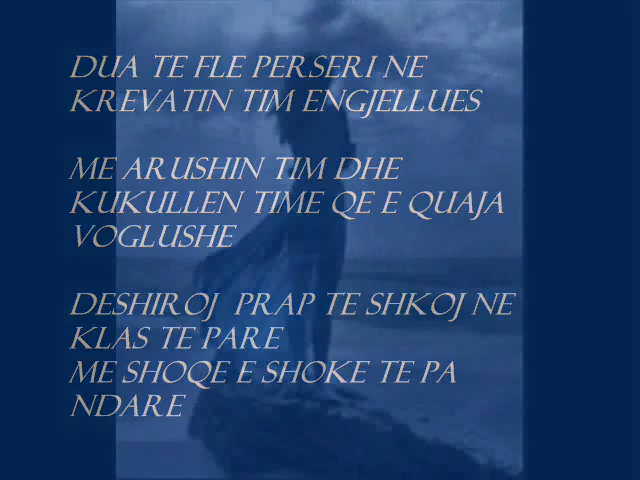 DUA TE FLE PERSERI NE
KREVATIN TIM ENGJELLUES
ME ARUSHIN TIM DHE
KUKULLEN TIME QE E QUAJA
VOGLUSHE
DESHIROJ PRAP TE SHKOJ NE
KLAS TE PARE
ME SHOQE E SHOKE TE PA
NDARE